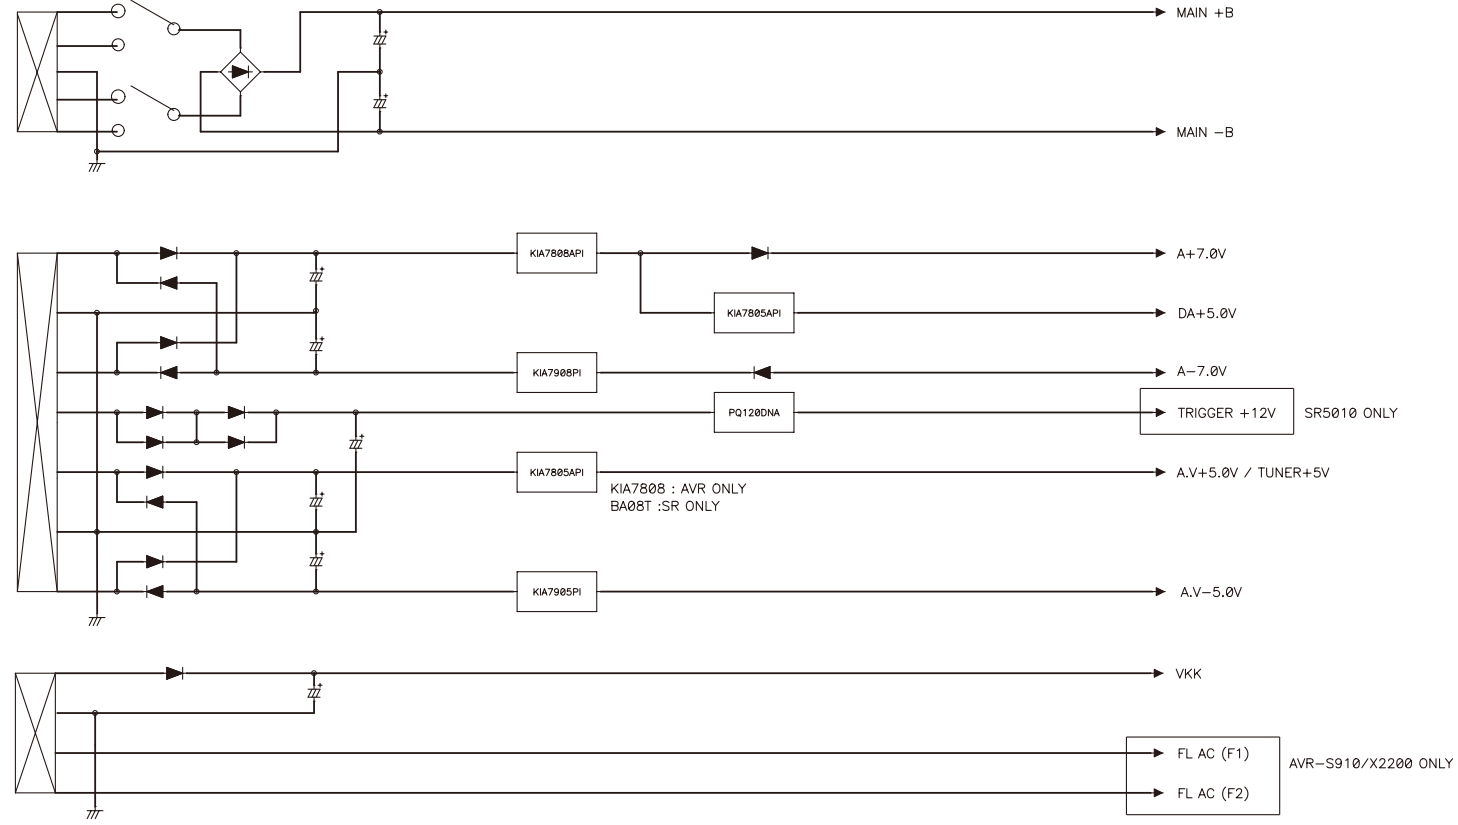 MAIN +B
MAIN −B
KIA7808API
A+7.0V
KIA7805API
DA+5.0V
KIA7908PI
A−7.0V
PQ120DNA
TRIGGER +12V
SR5010 ONLY
KIA7805API
A.V+5.0V / TUNER+5V
KIA7808 : AVR ONLY
BA08T :SR ONLY
KIA7905PI
A.V−5.0V
VKK
FL AC (F1)
AVR−S910/X2200 ONLY
FL AC (F2)